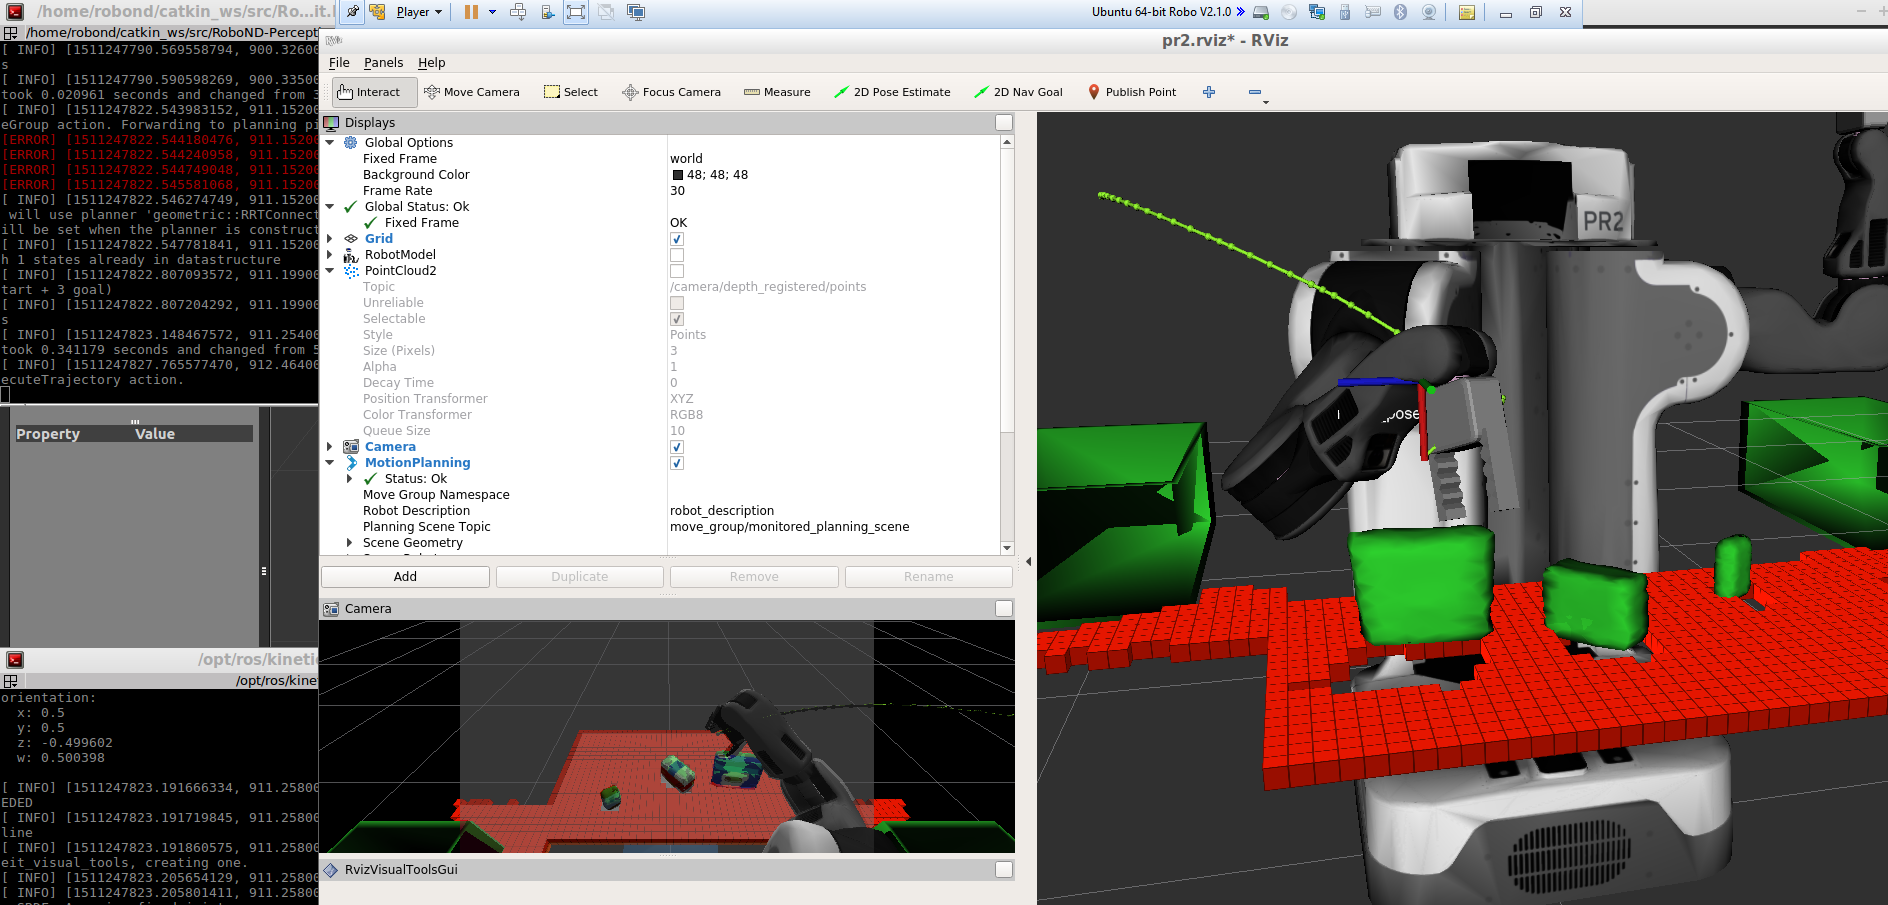 /home/robond/catkin_ws/src/Ro...it.
Player
Ubuntu 64-bit Robo V2.1.0
/home/robond/catkin_ws/src/RoboND-Percept
[ INFO] [1511247790.569558794, 900.32600
s
[ INFO] [1511247790.590598269, 900.33500
took 0.020961 seconds and changed from 3
[ INFO] [1511247822.543983152, 911.15200
eGroup action. Forwarding to planning pi
[ERROR] [1511247822.544180476, 911.15200
[ERROR] [1511247822.544240958, 911.15200
[ERROR] [1511247822.544749048, 911.15200
[ERROR] [1511247822.545581068, 911.15200
[ INFO] [1511247822.546274749, 911.15200
will use planner 'geometric::RRTConnect
ill be set when the planner is construct
[ INFO] [1511247822.547781841, 911.15200
h 1 states already in datastructure
[ INFO] [1511247822.807093572, 911.19900
tart + 3 goal)
[ INFO] [1511247822.807204292, 911.19900
s
[ INFO] [1511247823.148467572, 911.25400
took 0.341179 seconds and changed from 5
[ INFO] [1511247827.765577470, 912.46400
ecuteTrajectory action.
Property Value
/opt/ros/kineti
/opt/ros/kine
orientation:
x: 0.5
y: 0.5
z: -0.499602
w: 0.500398
[ INFO] [1511247823.191666334, 911.25800
EDED
[ INFO] [1511247823.191719845, 911.25800
line
[ INFO] [1511247823.191860575, 911.25800
eit_visual_tools, creating one.
[ INFO] [1511247823.205654129, 911.25800
[ INFO] [1511247823.205801411, 911.25800
pr2.rviz* - RViz
File Panels Help
Interact Move Camera Select Focus Camera Measure 2D Pose Estimate 2D Nav Goal Publish Point
Displays
Global Options
Fixed Frame world
Background Color 48; 48; 48
Frame Rate 30
Global Status: Ok
Fixed Frame OK
Grid
RobotModel
PointCloud2
Topic /camera/depth_registered/points
Unreliable
Selectable
Style Points
Size (Pixels) 3
Alpha 1
Decay Time 0
Position Transformer XYZ
Color Transformer RGB8
Queue Size 10
Camera
MotionPlanning
Status: Ok
Move Group Namespace
Robot Description robot_description
Planning Scene Topic move_group/monitored_planning_scene
Scene Geometry
Add Duplicate Remove Rename
Camera
RvizVisualToolsGui
PR2
pose